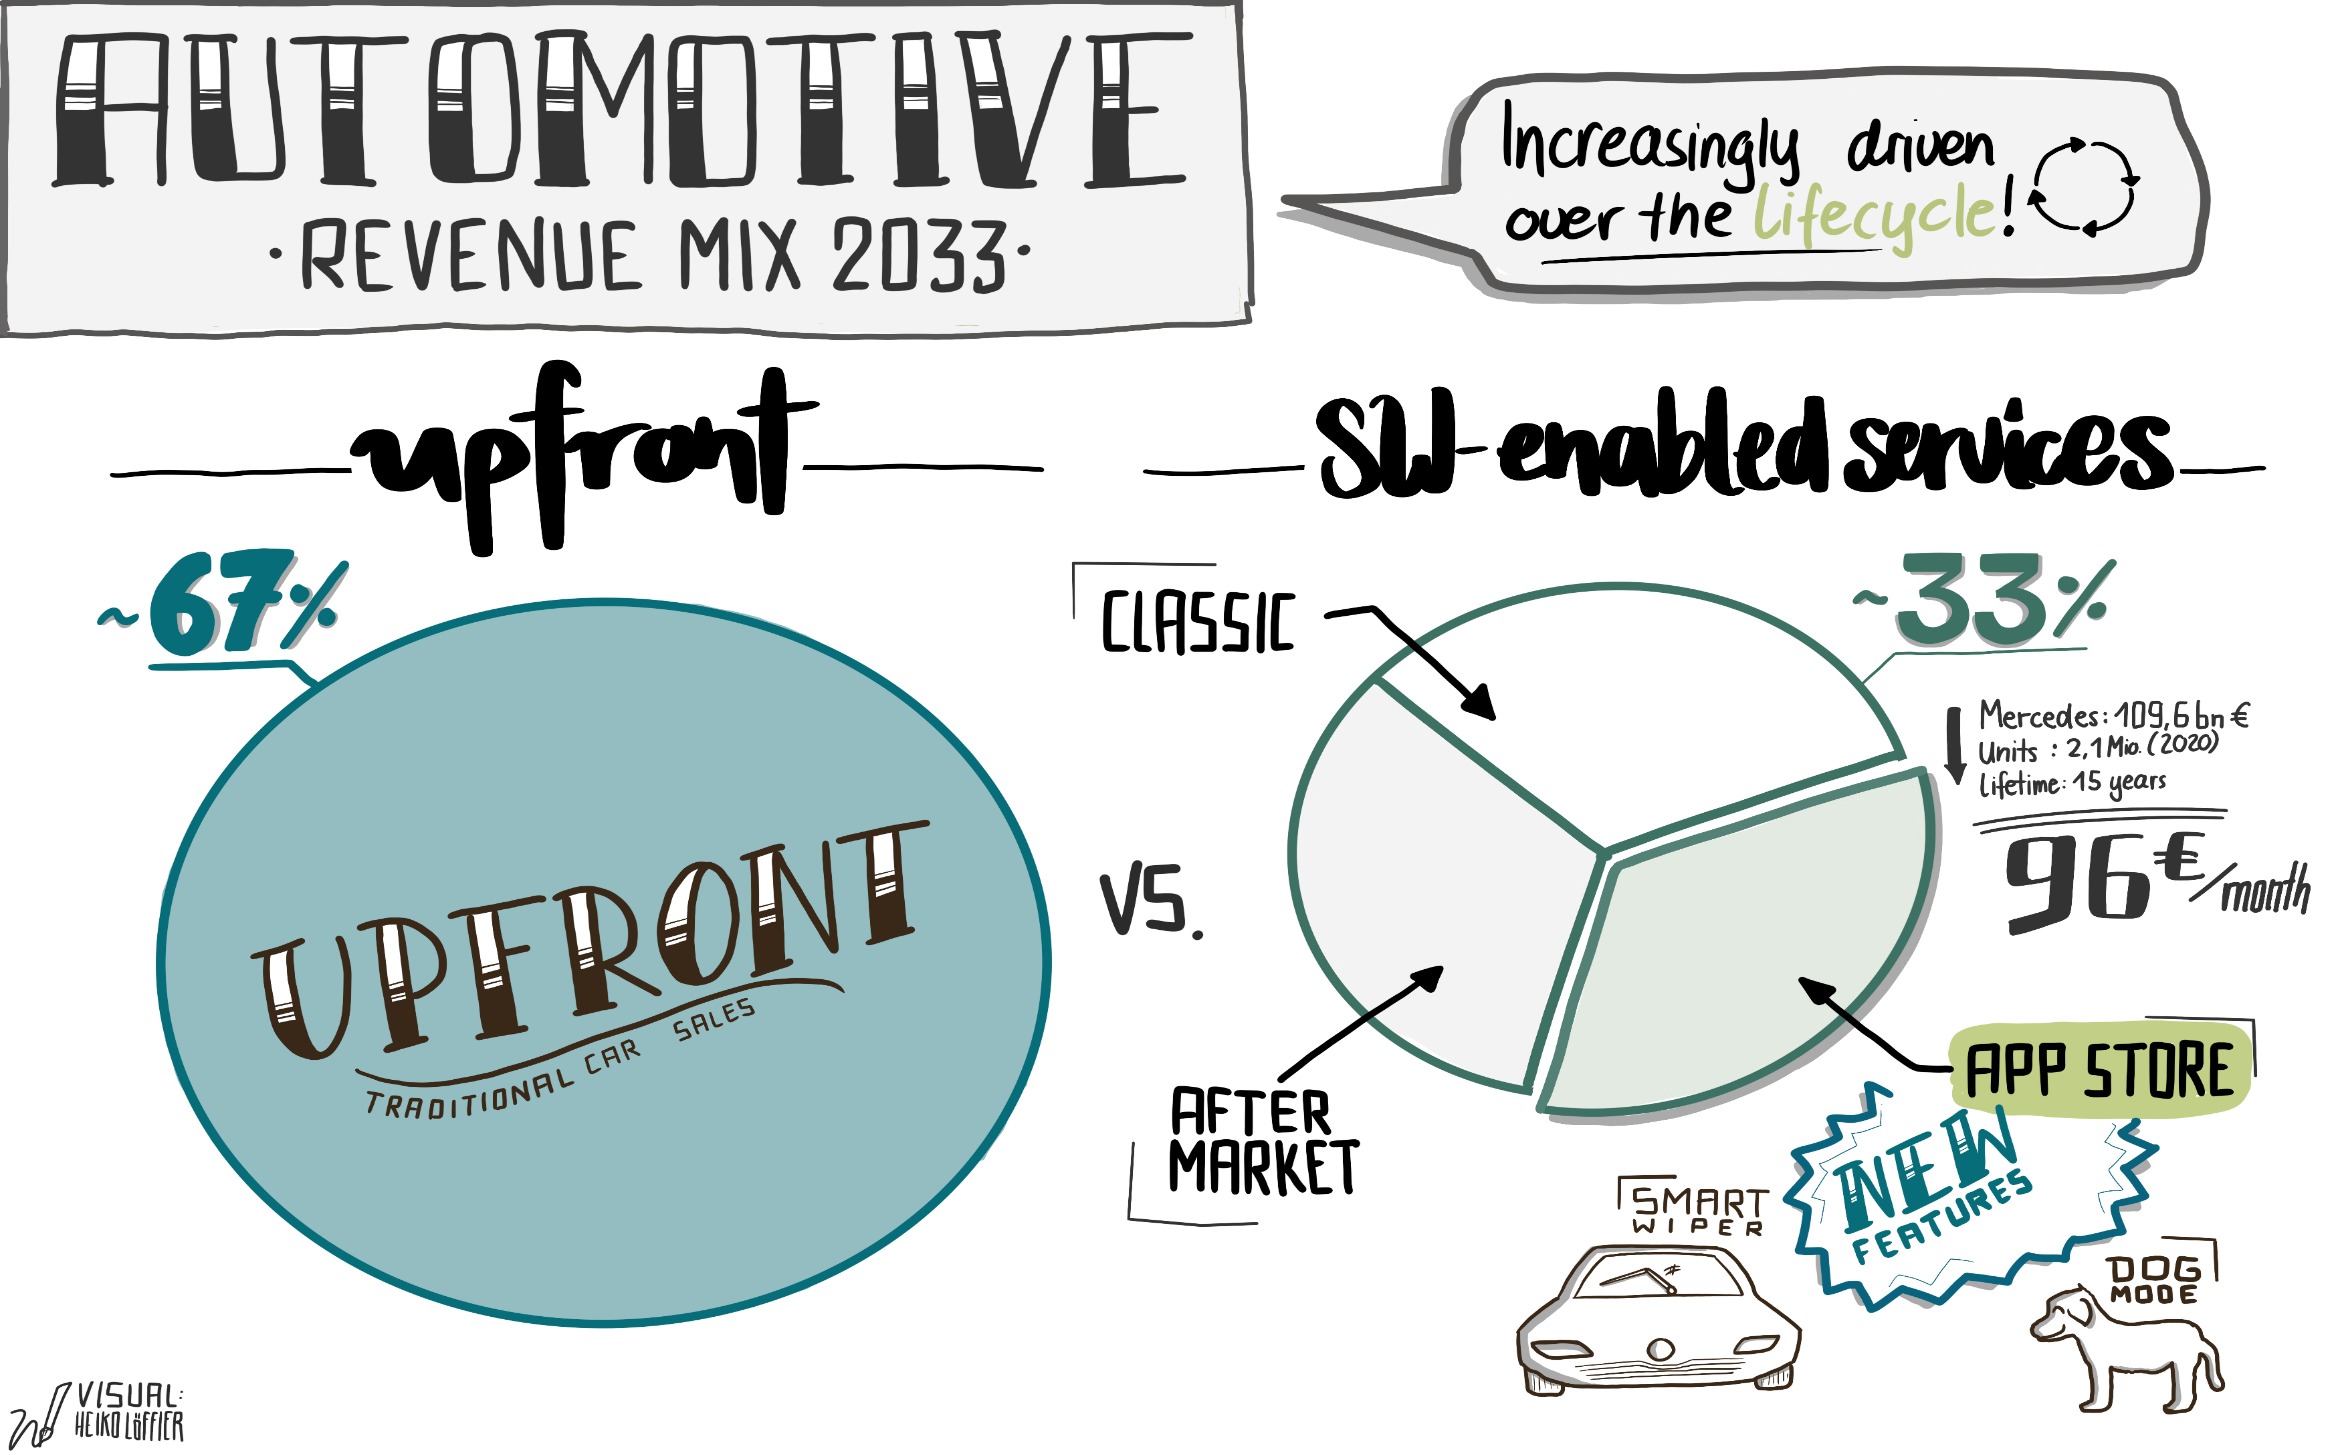 AUTOMOTIVE
·REVENUE MIX 2033·
Increasingly driven
over the lifecycle!
upfront
SW-enabled services
~67%
UPFRONT
TRADITIONAL CAR SALES
VS.
CLASSIC
~33%
Mercedes: 109,6 bn €
Units : 2,1 Mio. (2020)
Lifetime: 15 years
96€/month
AFTER
MARKET
APP STORE
NEW
FEATURES
SMART
WIPER
DOG
MODE
VISUAL:
HEIKO LÖFFLER